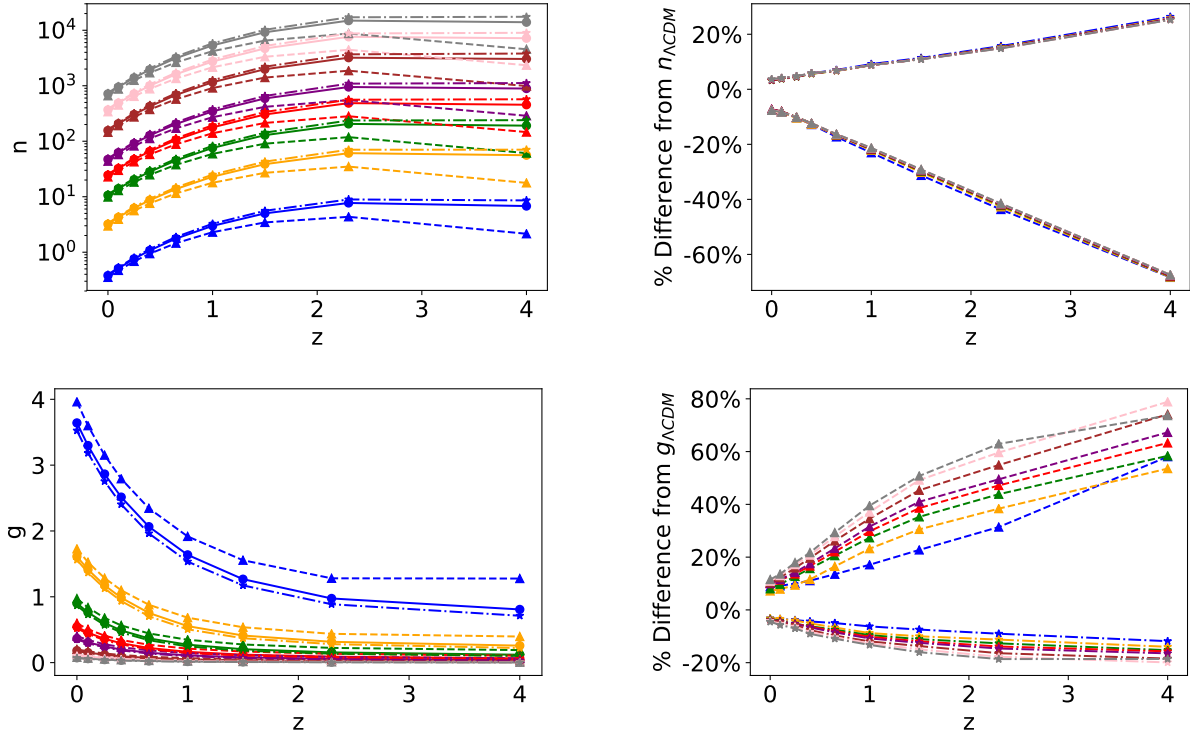 n
10^4
10^3
10^2
10^1
10^0
0 1 2 3 4
z
% Difference from n_ΛCDM
20%
0%
-20%
-40%
-60%
0 1 2 3 4
z
g
4
3
2
1
0
0 1 2 3 4
z
% Difference from g_ΛCDM
80%
60%
40%
20%
0%
-20%
0 1 2 3 4
z